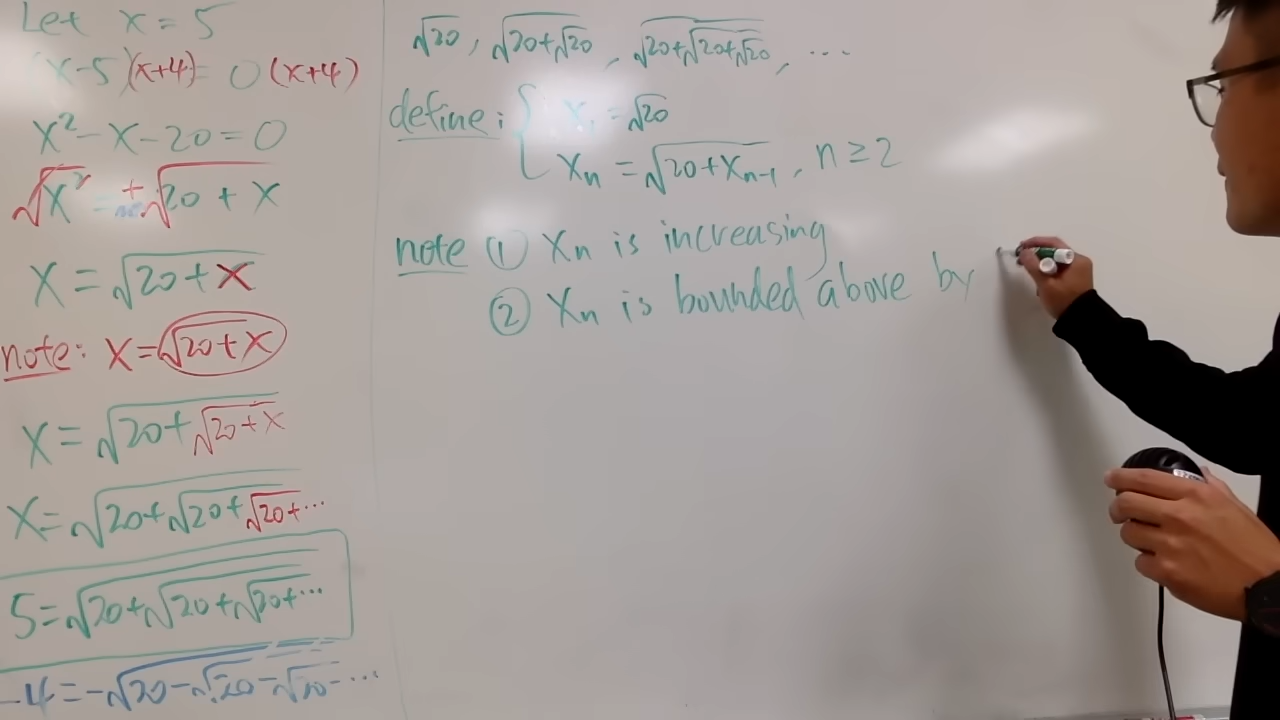 Let x = 5
(x-5)(x+4) = 0(x+4)
x² - x - 20 = 0
√x² = +√20 + x
x = √20 + x
note: x = √20 + x
x = √20+√20+x
x = √20+√20+√20+...
5 = √20+√20+√20+...
-4 = -√20-√20-√20-...
√20, √20+√20, √20+√20+√20, ...
define: { x₁ = √20
xₙ = √20+xₙ₋₁, n ≥ 2
note ① xₙ is increasing
② xₙ is bounded above by